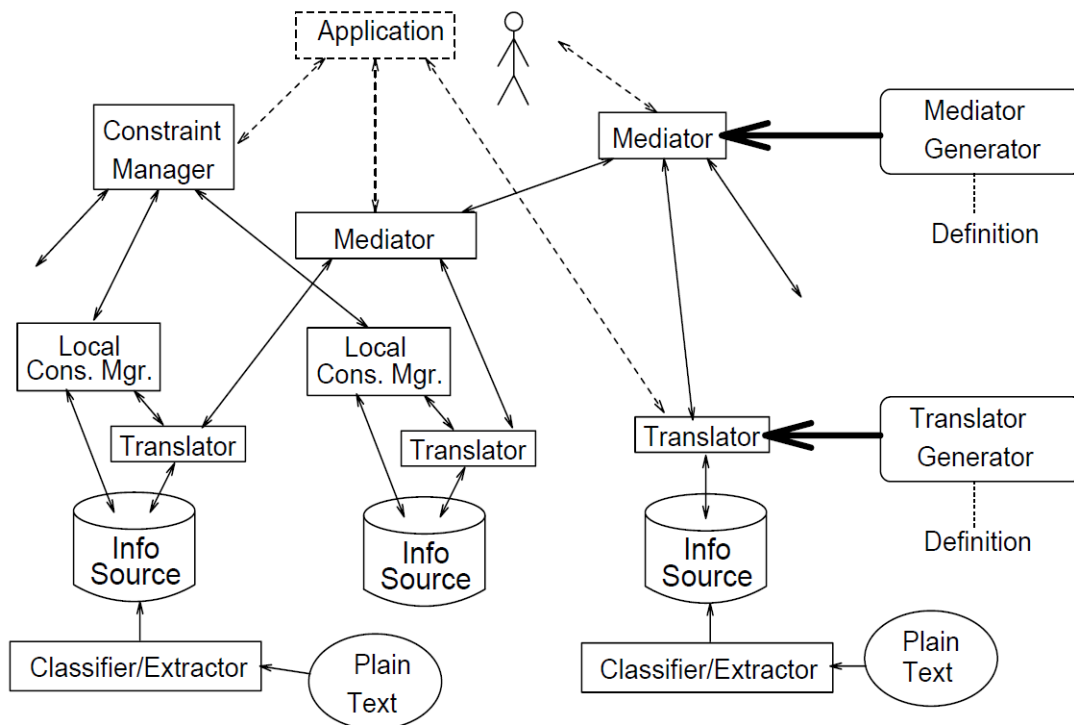 Application
Constraint
Manager
Mediator
Mediator
Generator
Definition
Mediator
Local
Cons. Mgr.
Local
Cons. Mgr.
Translator
Translator
Translator
Translator
Generator
Definition
Info
Source
Info
Source
Info
Source
Classifier/Extractor
Plain
Text
Classifier/Extractor
Plain
Text